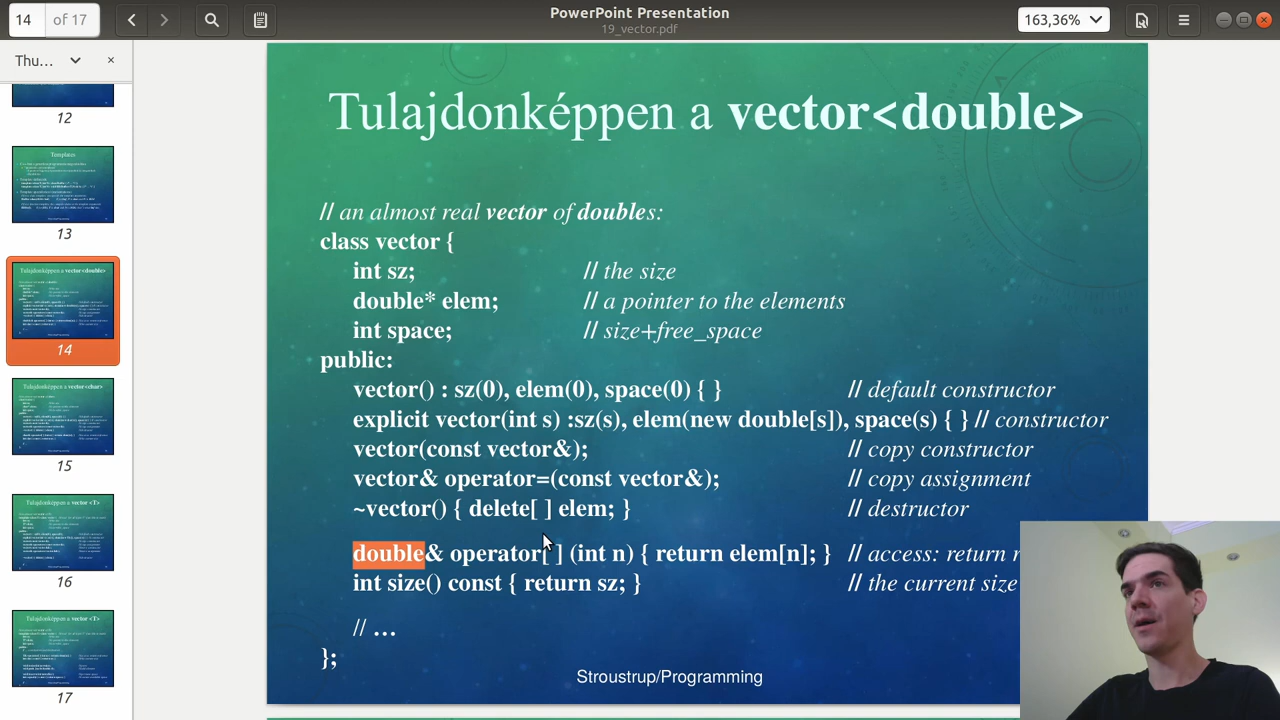 14 of 17
PowerPoint Presentation
19_vector.pdf
163,36%
Thu...
12
13
14
15
16
17
Tulajdonképpen a vector<double>
// an almost real vector of doubles:
class vector {
int sz; // the size
double* elem; // a pointer to the elements
int space; // size+free_space
public:
vector() : sz(0), elem(0), space(0) { } // default constructor
explicit vector(int s) :sz(s), elem(new double[s]), space(s) { } // constructor
vector(const vector&); // copy constructor
vector& operator=(const vector&); // copy assignment
~vector() { delete[ ] elem; } // destructor
double& operator[ ] (int n) { return elem[n]; } // access: return
int size() const { return sz; } // the current size
// ...
};
Stroustrup/Programming